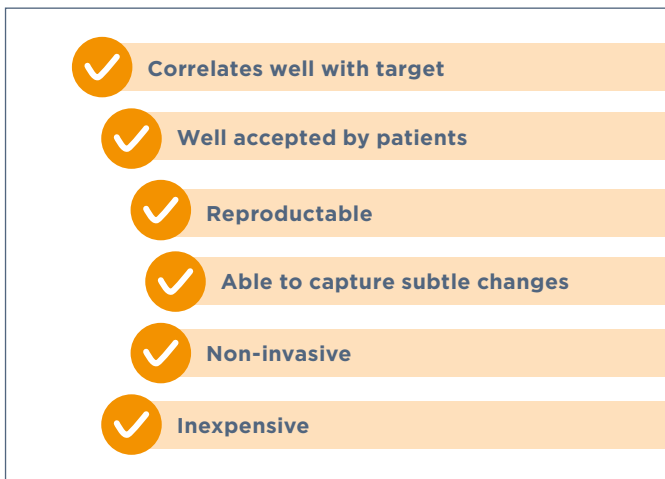 Correlates well with target
Well accepted by patients
Reproductable
Able to capture subtle changes
Non-invasive
Inexpensive